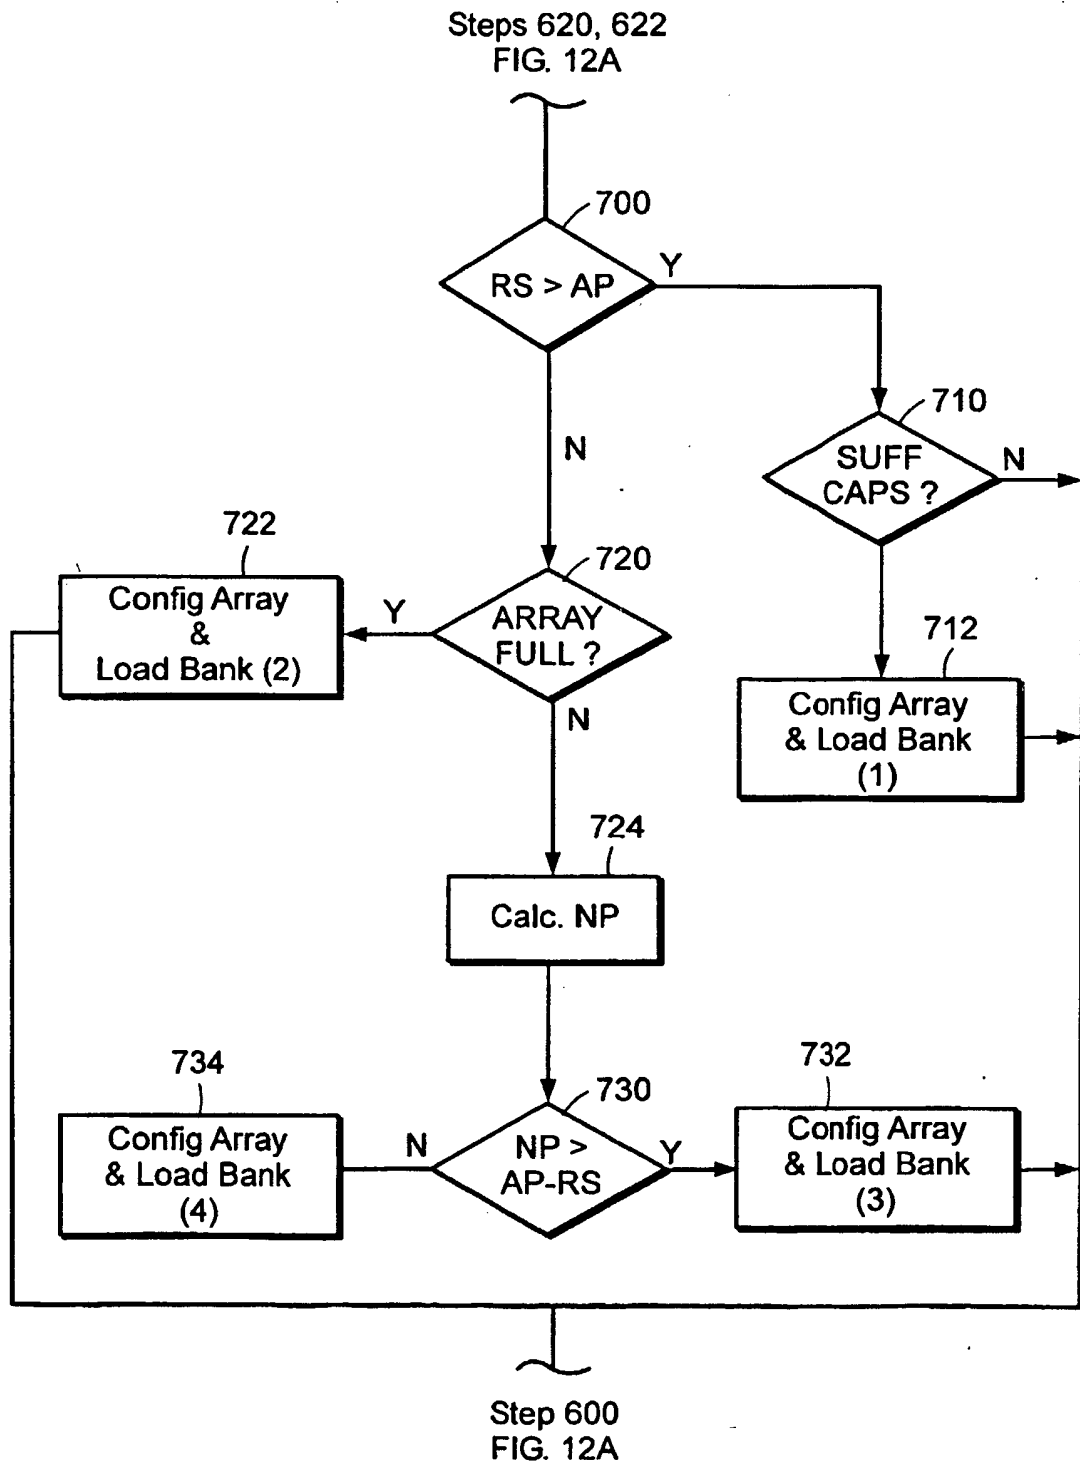 Steps 620, 622
FIG. 12A
700
RS > AP
Y
N
710
SUFF
CAPS ?
N
722
Config Array
&
Load Bank (2)
Y
720
ARRAY
FULL ?
N
712
Config Array
& Load Bank
(1)
724
Calc. NP
734
Config Array
& Load Bank
(4)
N
730
NP >
AP-RS
Y
732
Config Array
& Load Bank
(3)
Step 600
FIG. 12A